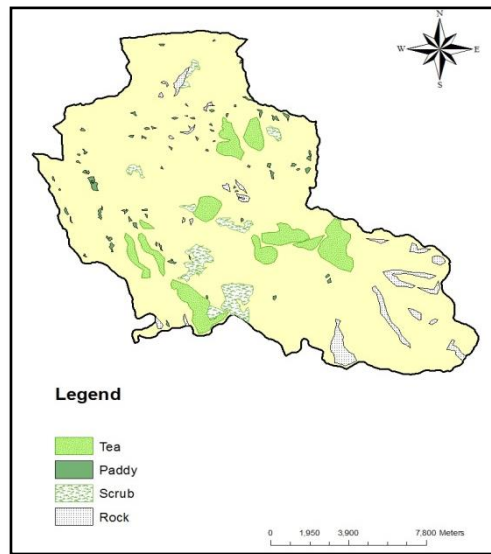 N
W E
S
Legend
Tea
Paddy
Scrub
Rock
0 1,950 3,900 7,800 Meters